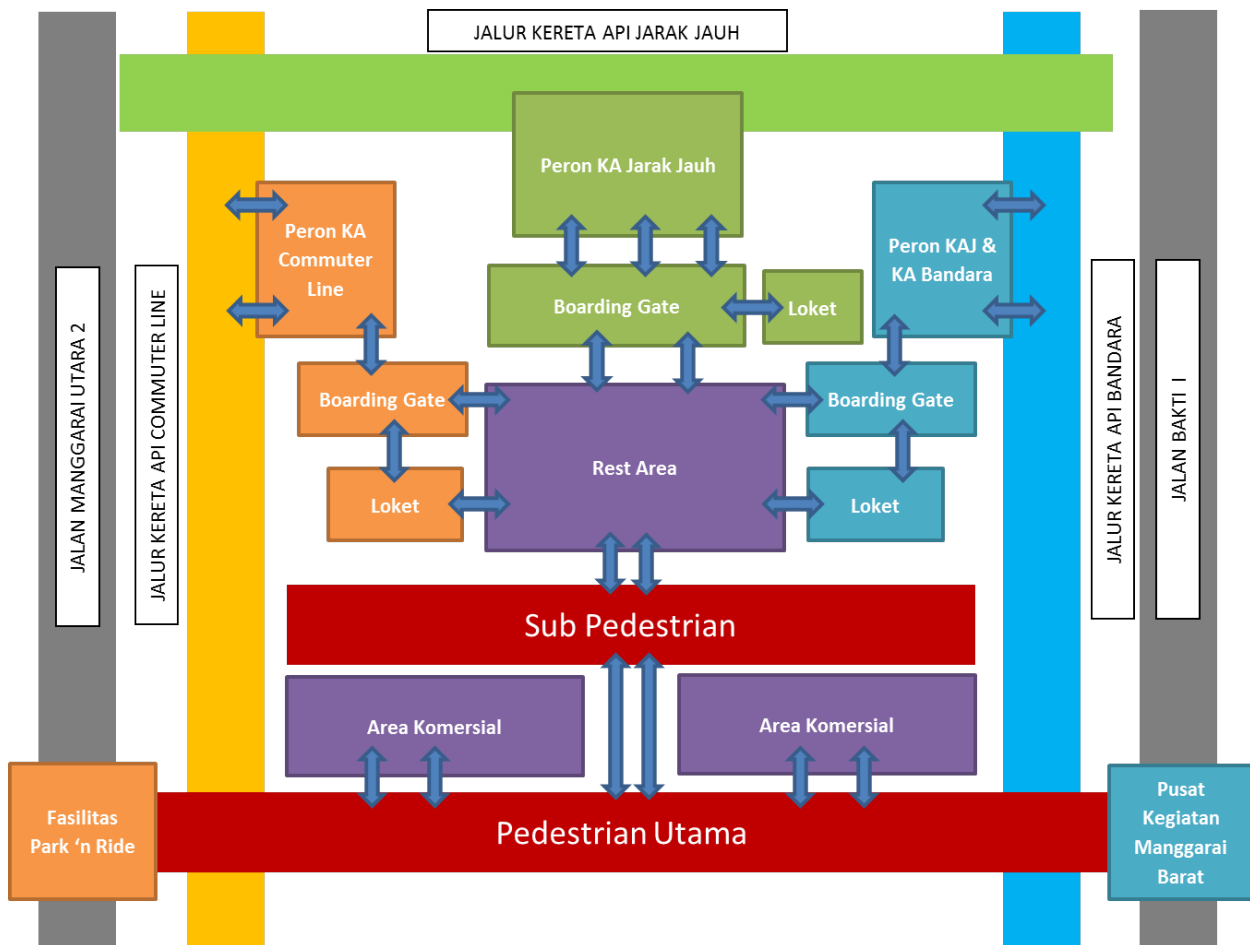 JALUR KERETA API JARAK JAUH
Peron KA Jarak Jauh
Peron KA
Commuter
Line
Peron KAJ &
KA Bandara
Boarding Gate
Loket
JALAN MANGGARAI UTARA 2
JALUR KERETA API COMMUTER LINE
JALUR KERETA API BANDARA
JALAN BAKTI I
Boarding Gate
Boarding Gate
Rest Area
Loket
Loket
Sub Pedestrian
Area Komersial
Area Komersial
Fasilitas
Park ‘n Ride
Pedestrian Utama
Pusat
Kegiatan
Manggarai
Barat